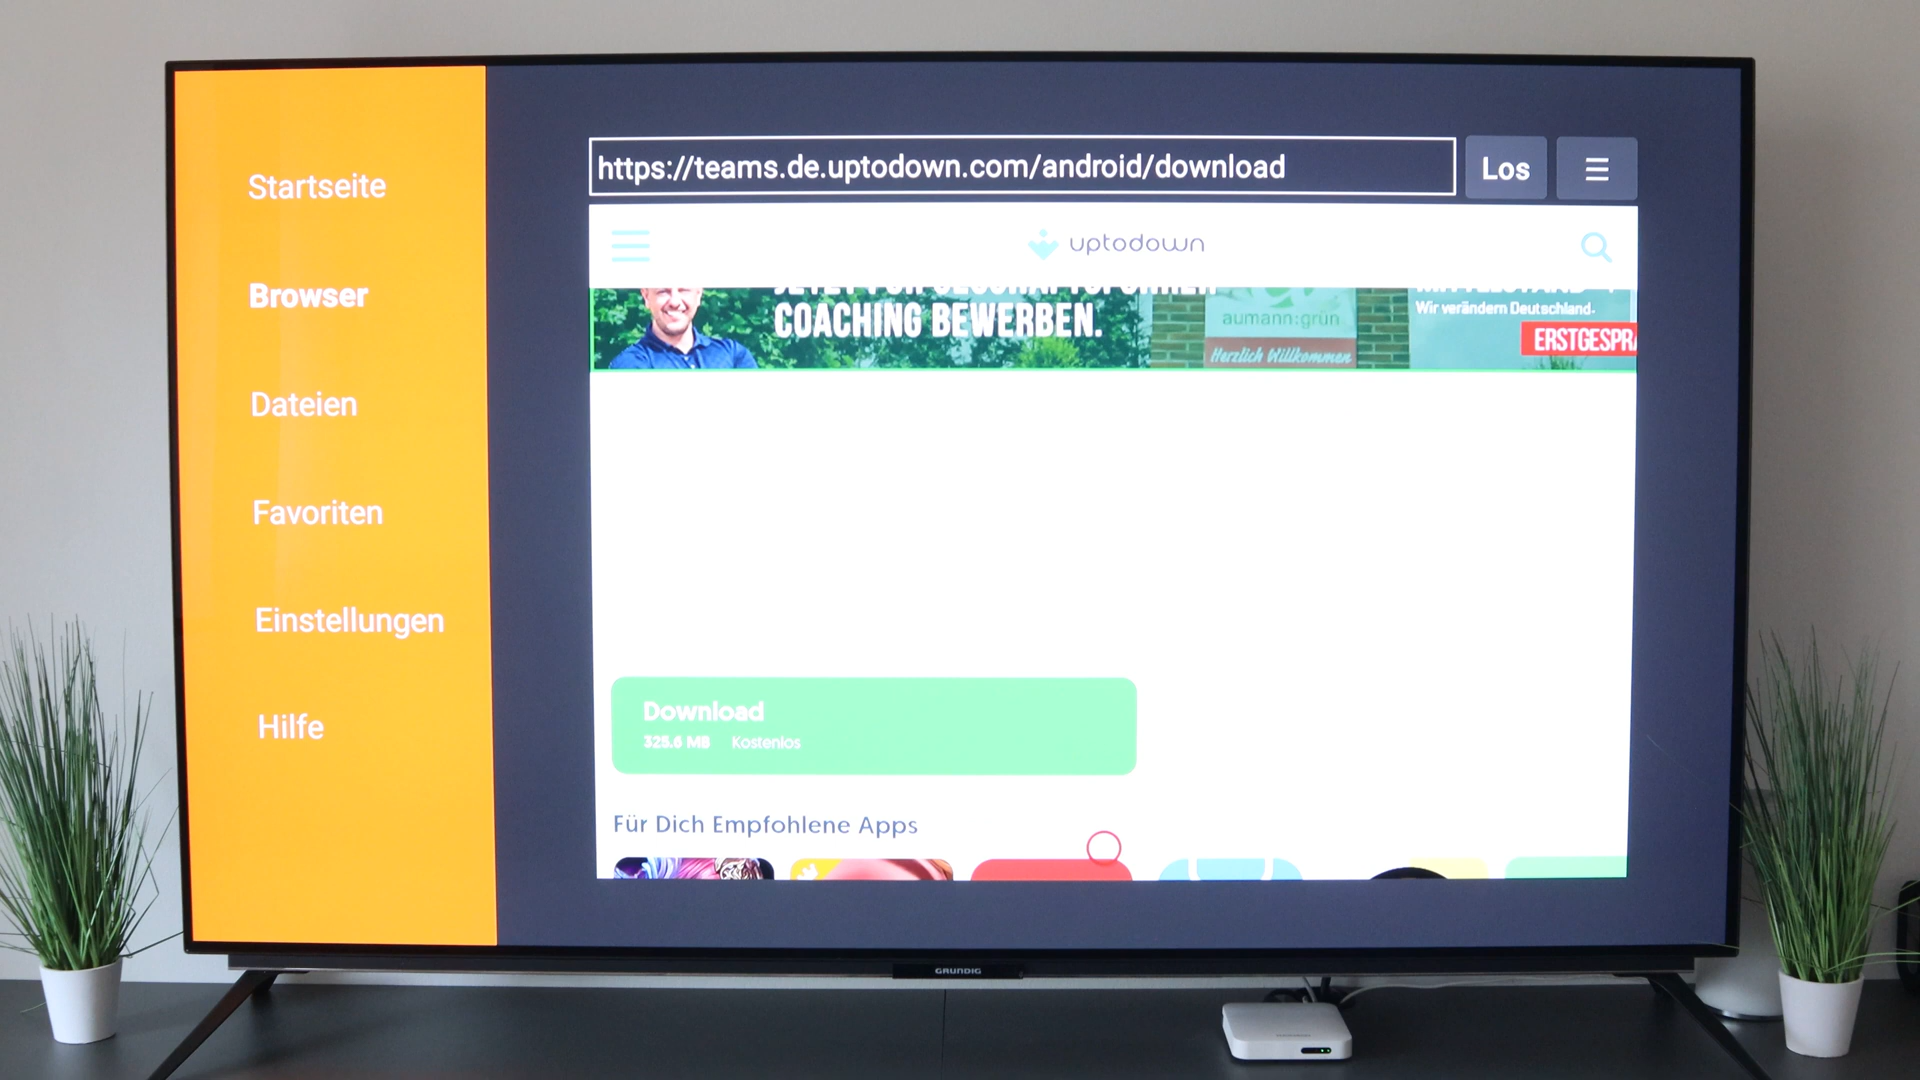 Startseite
Browser
Dateien
Favoriten
Einstellungen
Hilfe
https://teams.de.uptodown.com/android/download
Los
uptodown
COACHING BEWERBEN.
aumann:grün
Herzlich Willkommen
Wir verändern Deutschland.
ERSTGESPRÄ
Download
325.6 MB Kostenlos
Für Dich Empfohlene Apps
GRUNDIG